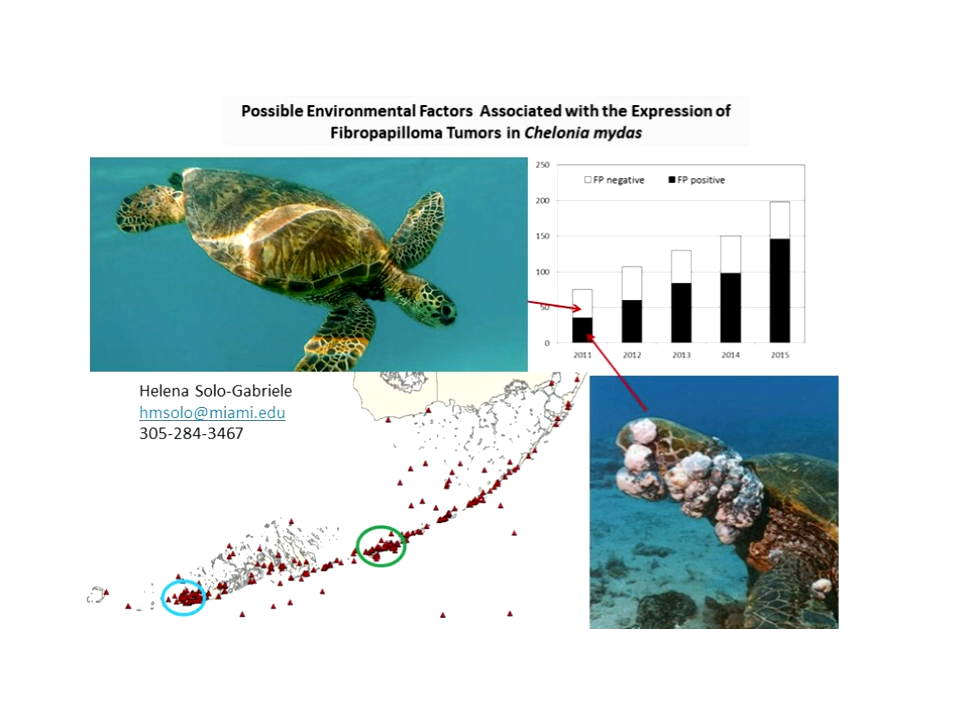 Possible Environmental Factors Associated with the Expression of
Fibropapilloma Tumors in Chelonia mydas
250
FP negative
FP positive
200
150
100
50
0
2011
2012
2013
2014
2015
Helena Solo-Gabriele
hmsolo@miami.edu
305-284-3467